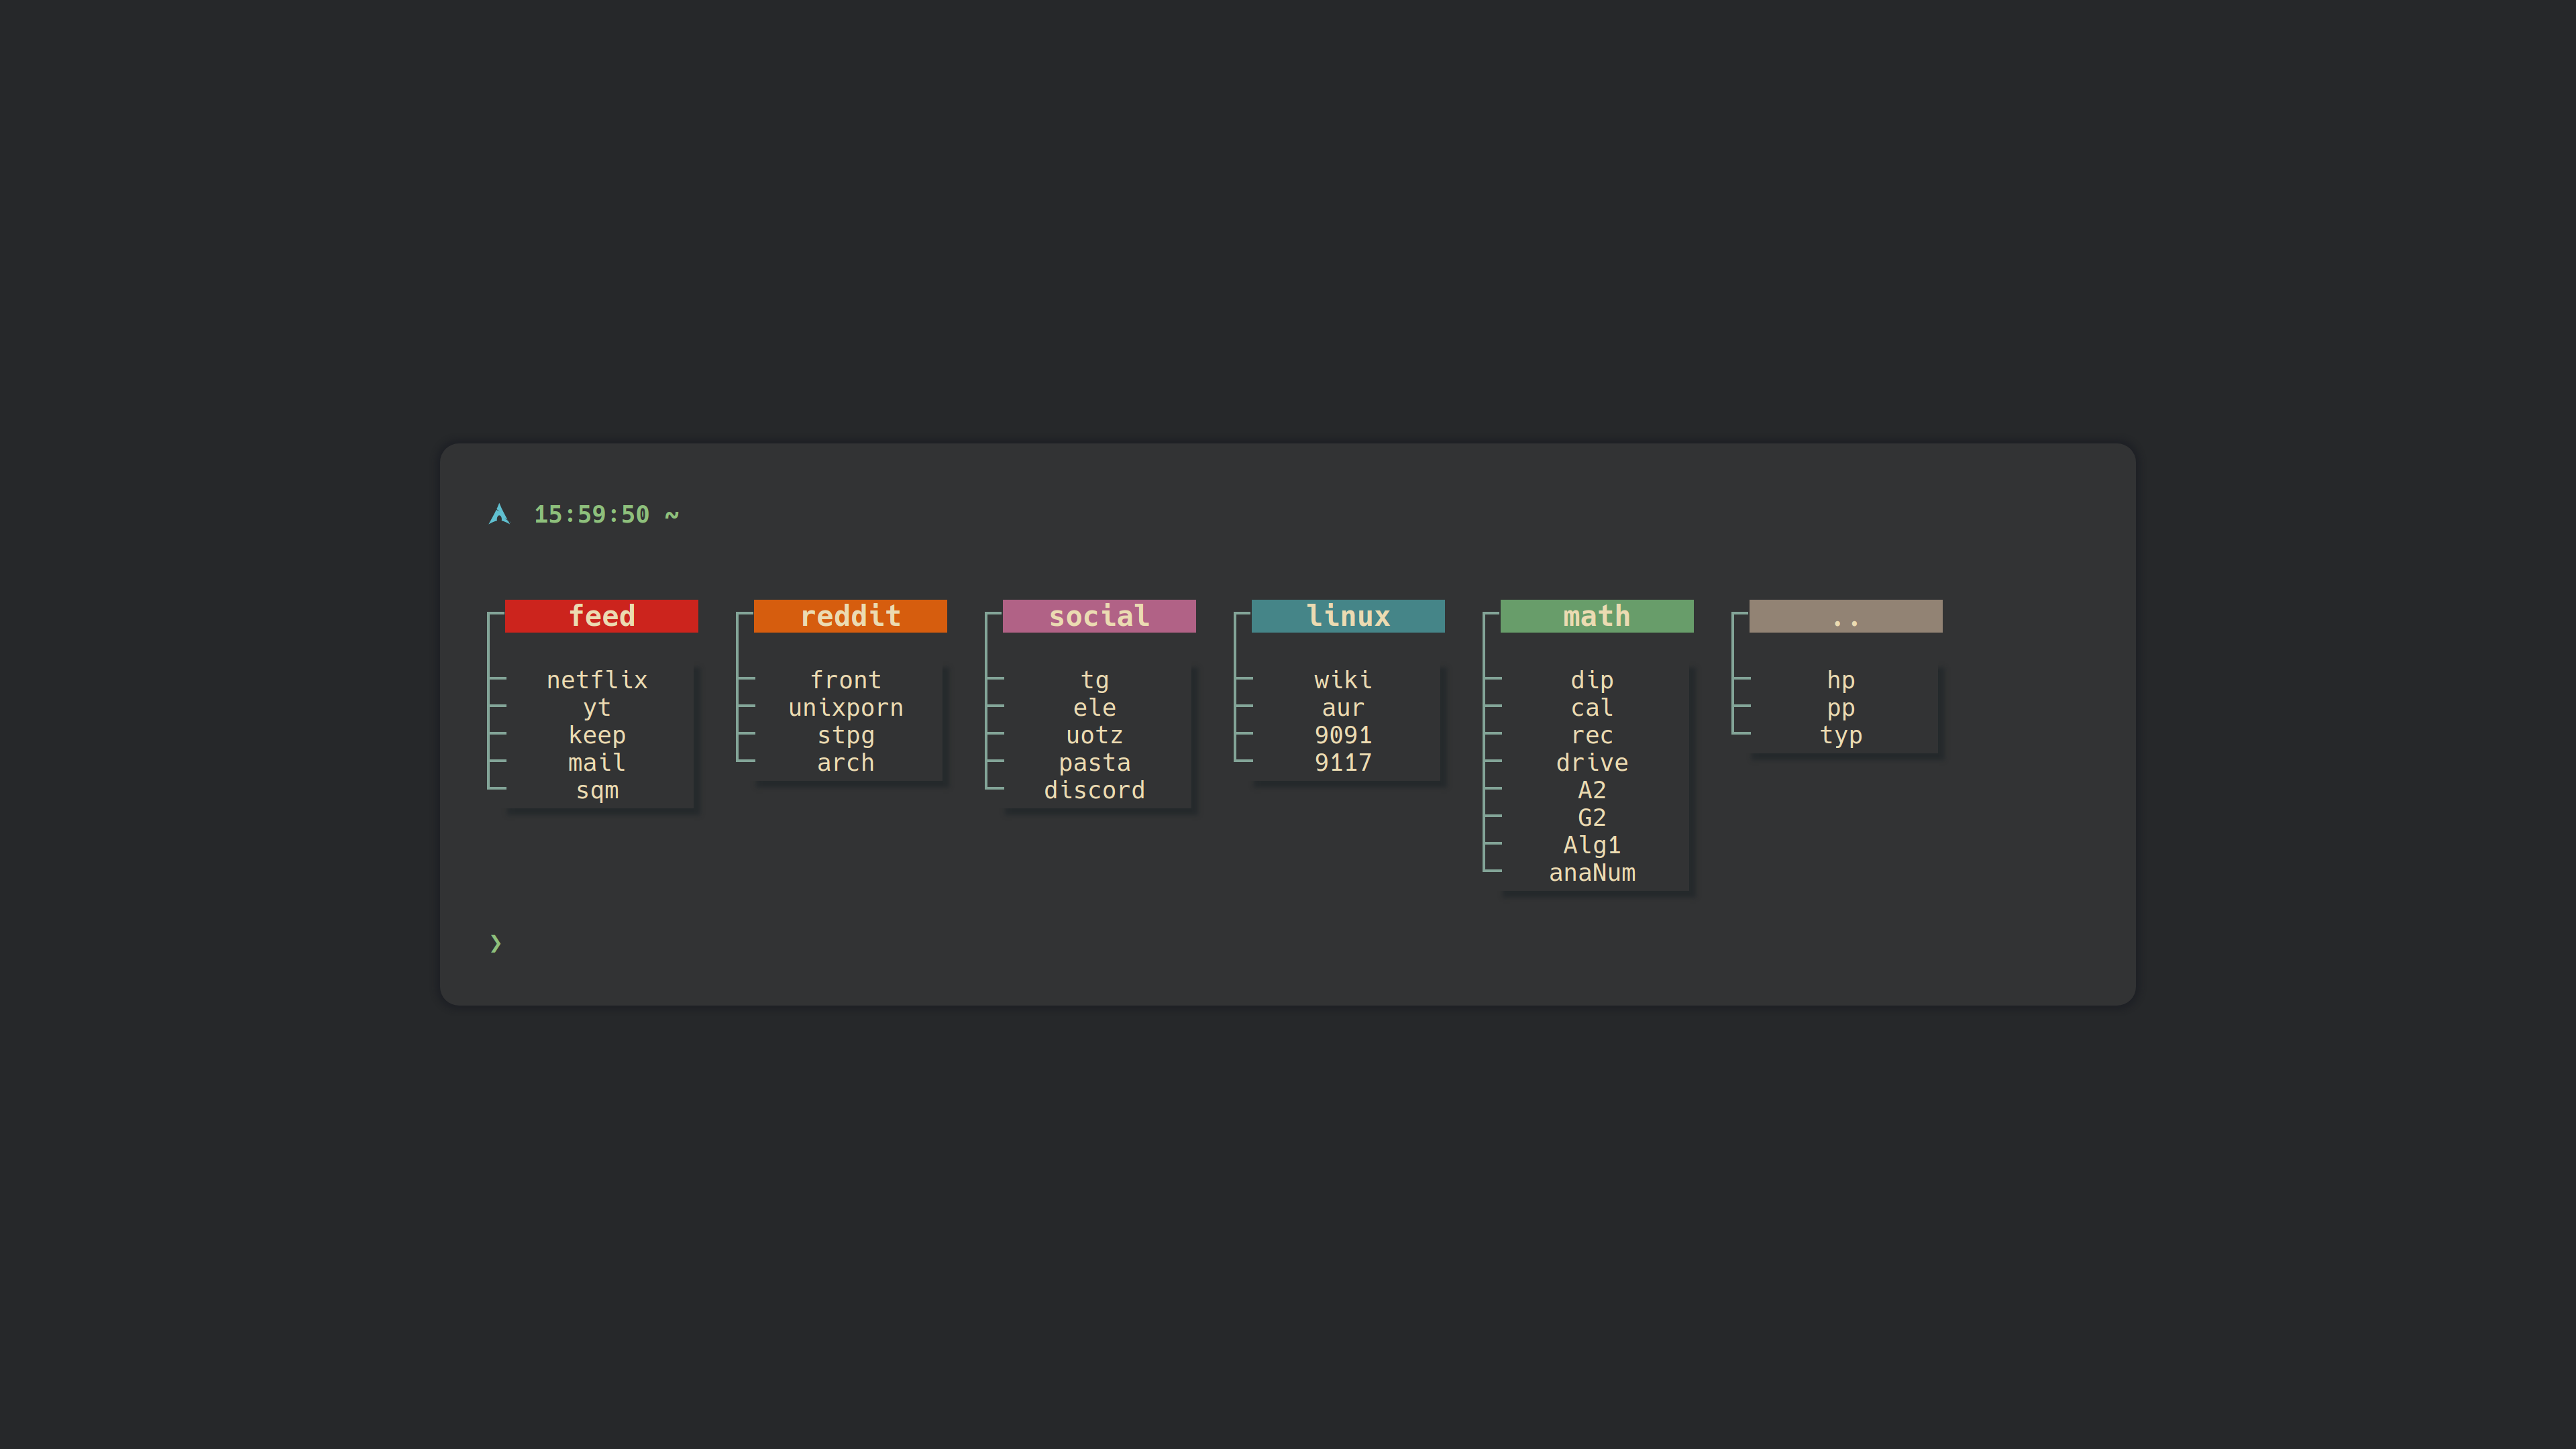 15:59:50 ~
feed
netflix
yt
keep
mail
sqm
reddit
front
unixporn
stpg
arch
social
tg
ele
uotz
pasta
discord
linux
wiki
aur
9091
9117
math
dip
cal
rec
drive
A2
G2
Alg1
anaNum
..
hp
pp
typ
❯